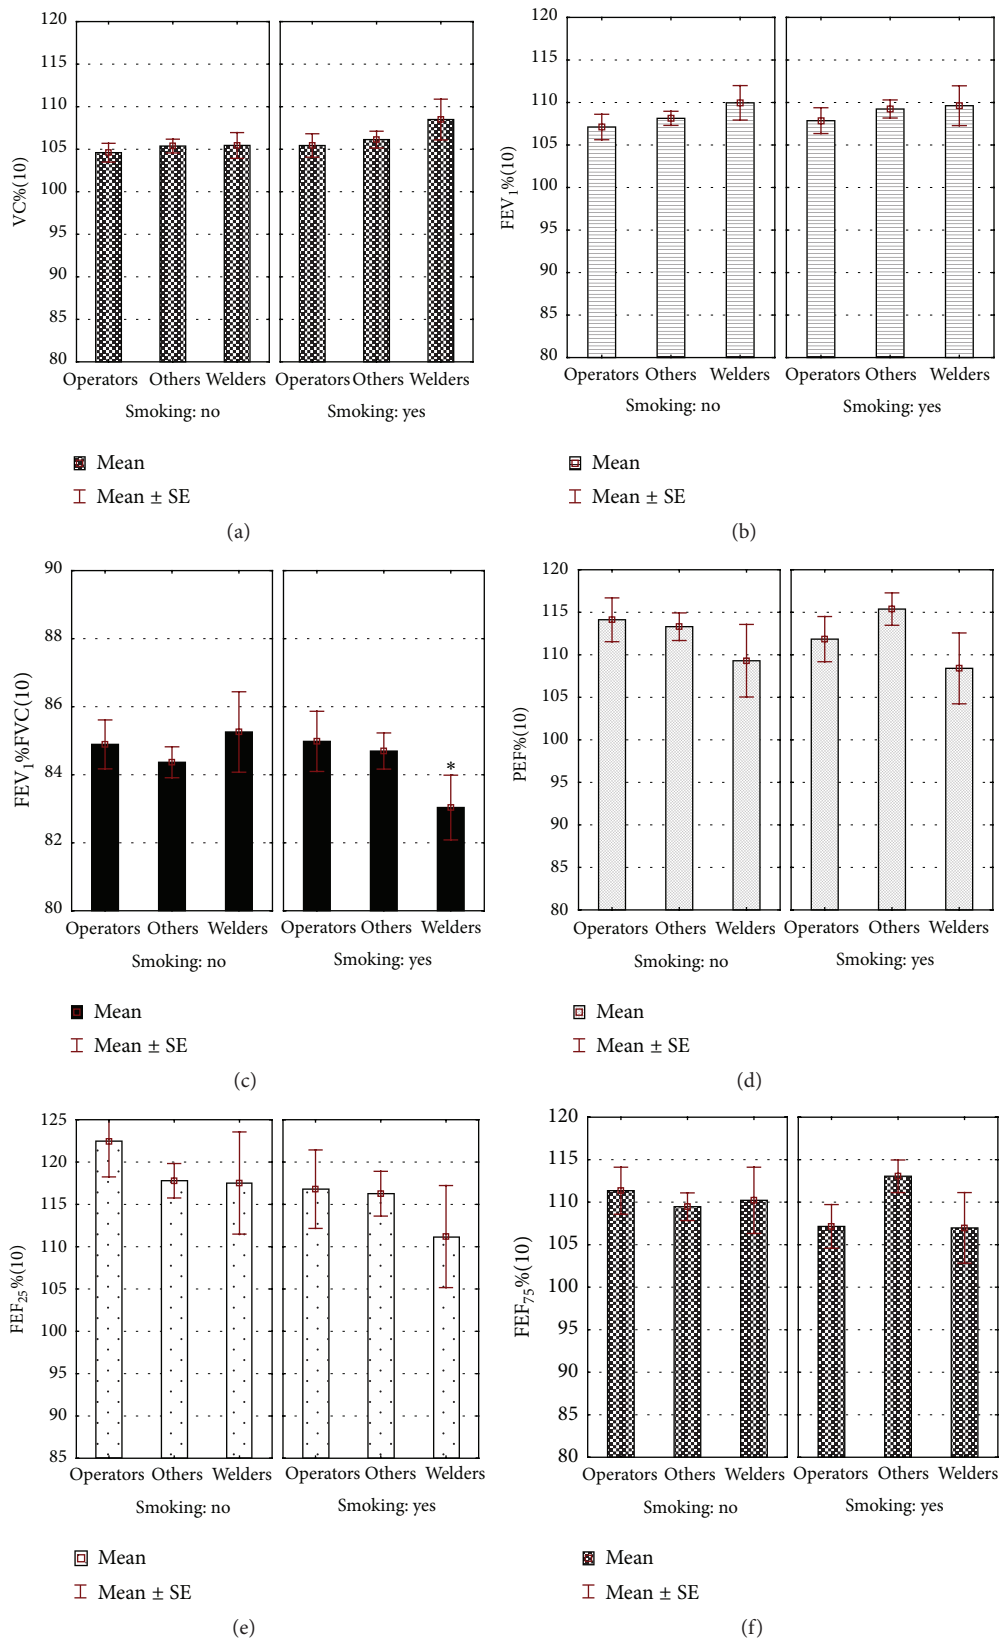 120
115
110
105
100
95
90
85
80
VC%(10)
Operators Others Welders
Operators Others Welders
Smoking: no
Smoking: yes
Mean
Mean ± SE
(a)
120
115
110
105
100
95
90
85
80
FEV₁%(10)
Operators Others Welders
Operators Others Welders
Smoking: no
Smoking: yes
Mean
Mean ± SE
(b)
90
88
86
84
82
80
FEV₁%FVC(10)
*
Operators Others Welders
Operators Others Welders
Smoking: no
Smoking: yes
Mean
Mean ± SE
(c)
120
115
110
105
100
95
90
85
80
PEF%(10)
Operators Others Welders
Operators Others Welders
Smoking: no
Smoking: yes
Mean
Mean ± SE
(d)
125
120
115
110
105
100
95
90
85
FEF₂₅%(10)
Operators Others Welders
Operators Others Welders
Smoking: no
Smoking: yes
Mean
Mean ± SE
(e)
120
115
110
105
100
95
90
85
80
FEF₇₅%(10)
Operators Others Welders
Operators Others Welders
Smoking: no
Smoking: yes
Mean
Mean ± SE
(f)